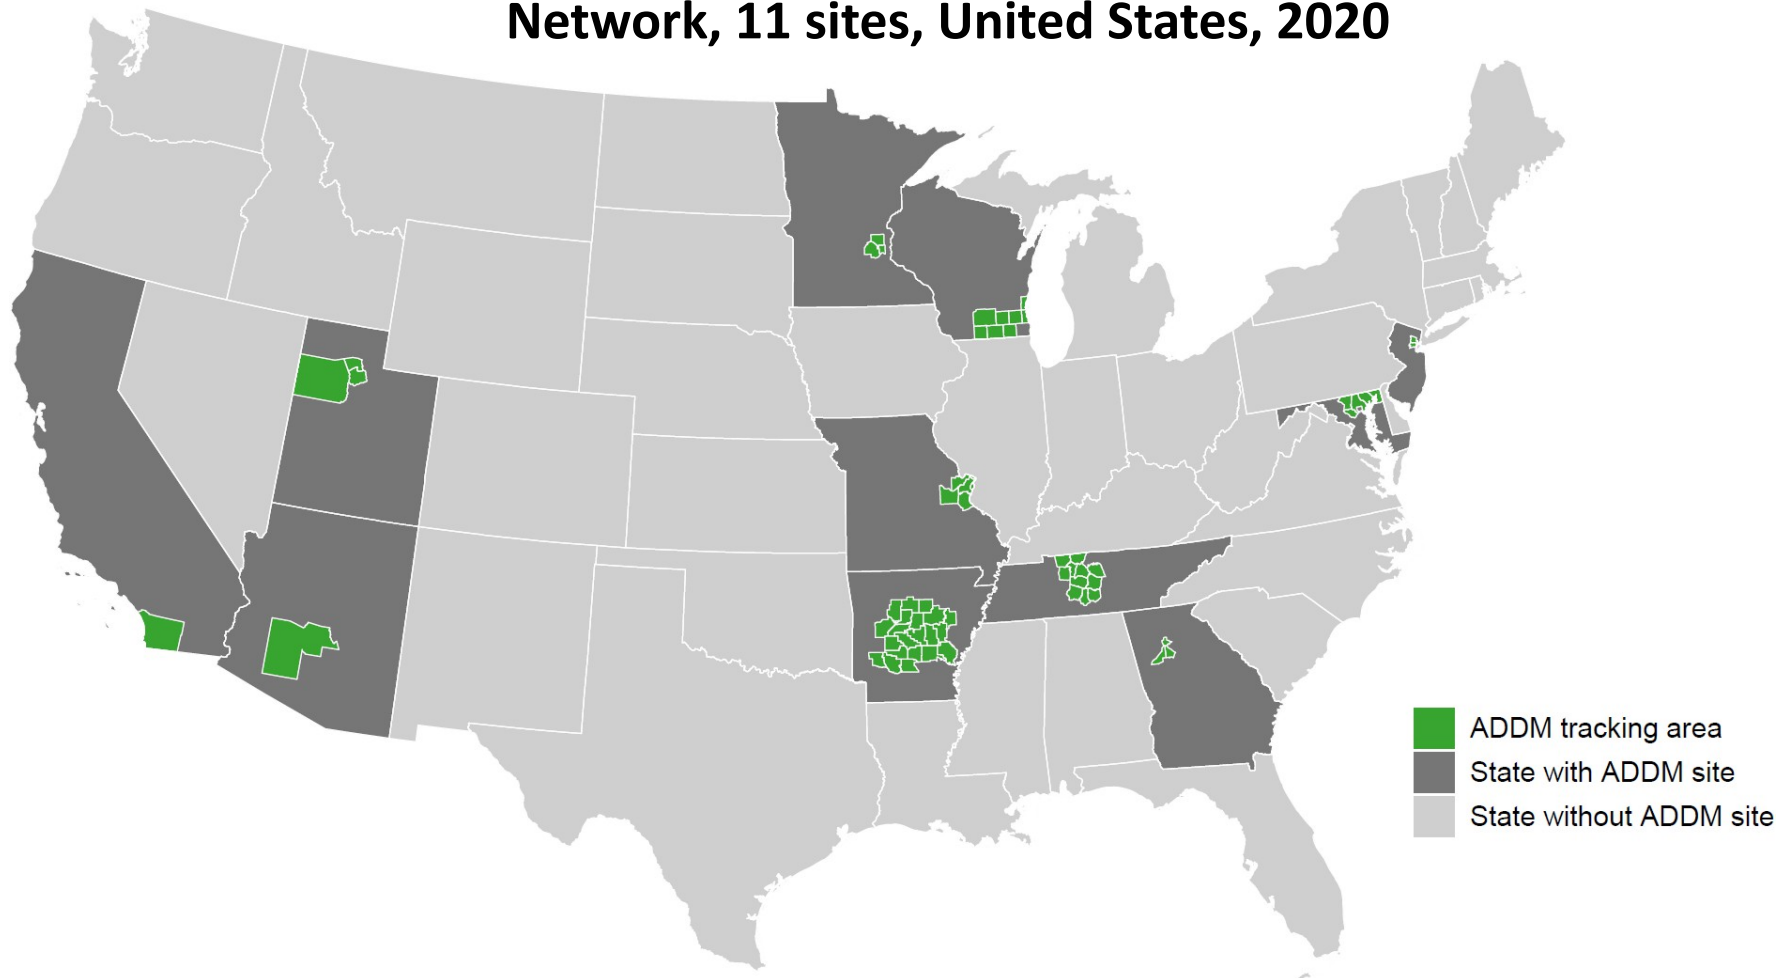 Network, 11 sites, United States, 2020
ADDM tracking area
State with ADDM site
State without ADDM site